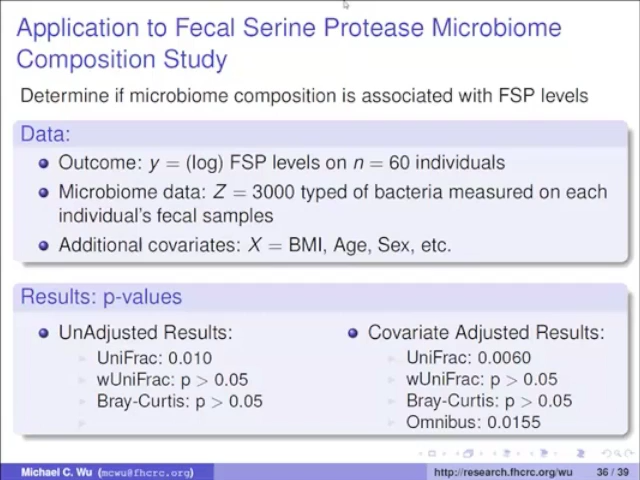 Application to Fecal Serine Protease Microbiome
Composition Study
Determine if microbiome composition is associated with FSP levels
Data:
Outcome: y = (log) FSP levels on n = 60 individuals
Microbiome data: Z = 3000 typed of bacteria measured on each
individual's fecal samples
Additional covariates: X = BMI, Age, Sex, etc.
Results: p-values
UnAdjusted Results:
UniFrac: 0.010
wUniFrac: p > 0.05
Bray-Curtis: p > 0.05
Covariate Adjusted Results:
UniFrac: 0.0060
wUniFrac: p > 0.05
Bray-Curtis: p > 0.05
Omnibus: 0.0155
Michael C. Wu (mcwu@fhcrc.org)
http://research.fhcrc.org/wu
36 / 39